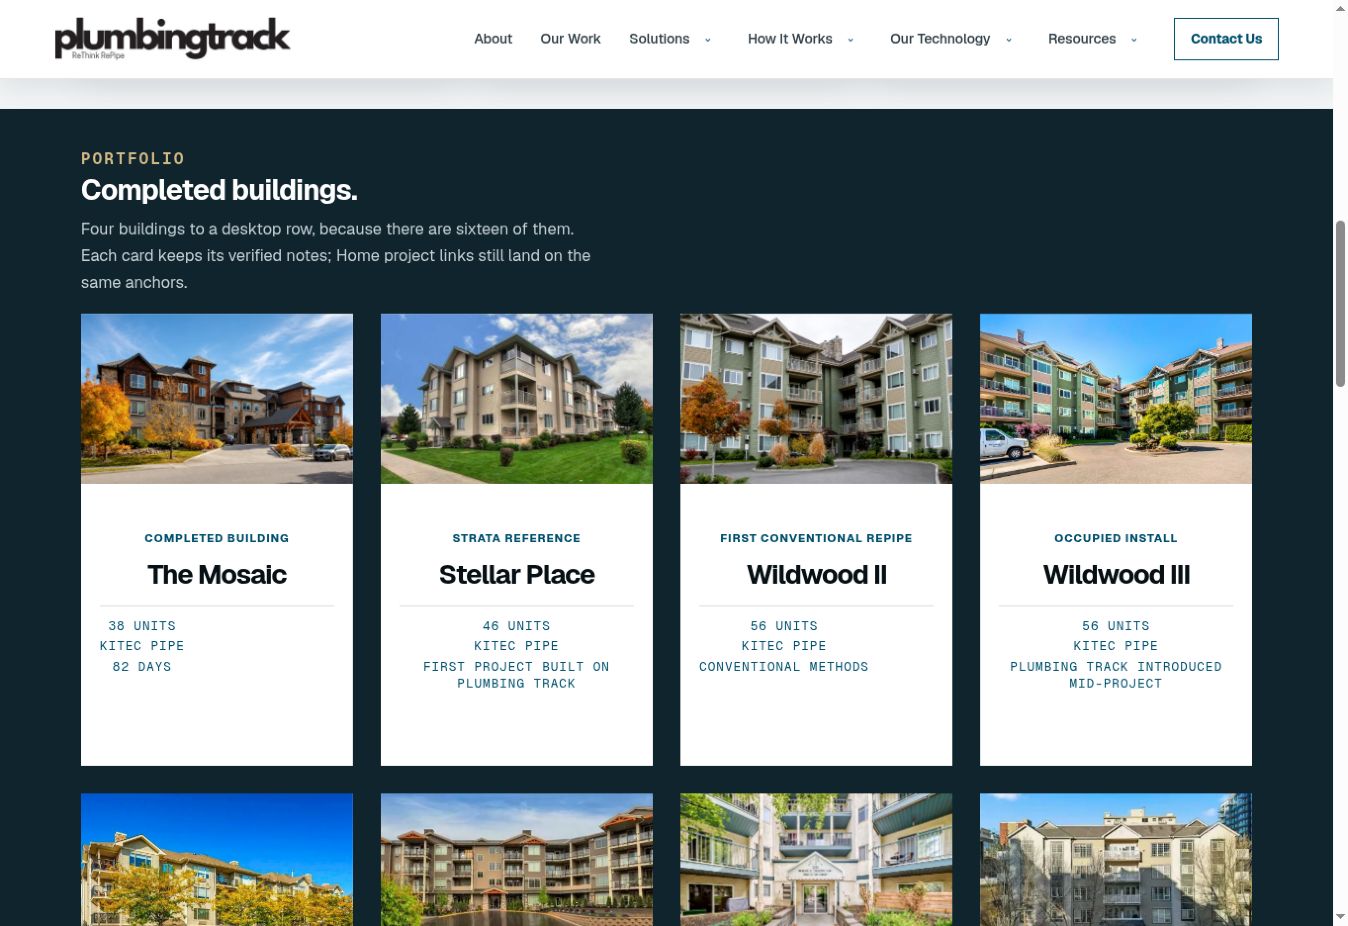 plumbingtrack
ReThink RePipe
About
Our Work
Solutions
How It Works
Our Technology
Resources
Contact Us
PORTFOLIO
Completed buildings.
Four buildings to a desktop row, because there are sixteen of them.
Each card keeps its verified notes; Home project links still land on the
same anchors.
COMPLETED BUILDING
The Mosaic
38 UNITS
KITEC PIPE
82 DAYS
STRATA REFERENCE
Stellar Place
46 UNITS
KITEC PIPE
FIRST PROJECT BUILT ON
PLUMBING TRACK
FIRST CONVENTIONAL REPIPE
Wildwood II
56 UNITS
KITEC PIPE
CONVENTIONAL METHODS
OCCUPIED INSTALL
Wildwood III
56 UNITS
KITEC PIPE
PLUMBING TRACK INTRODUCED
MID-PROJECT